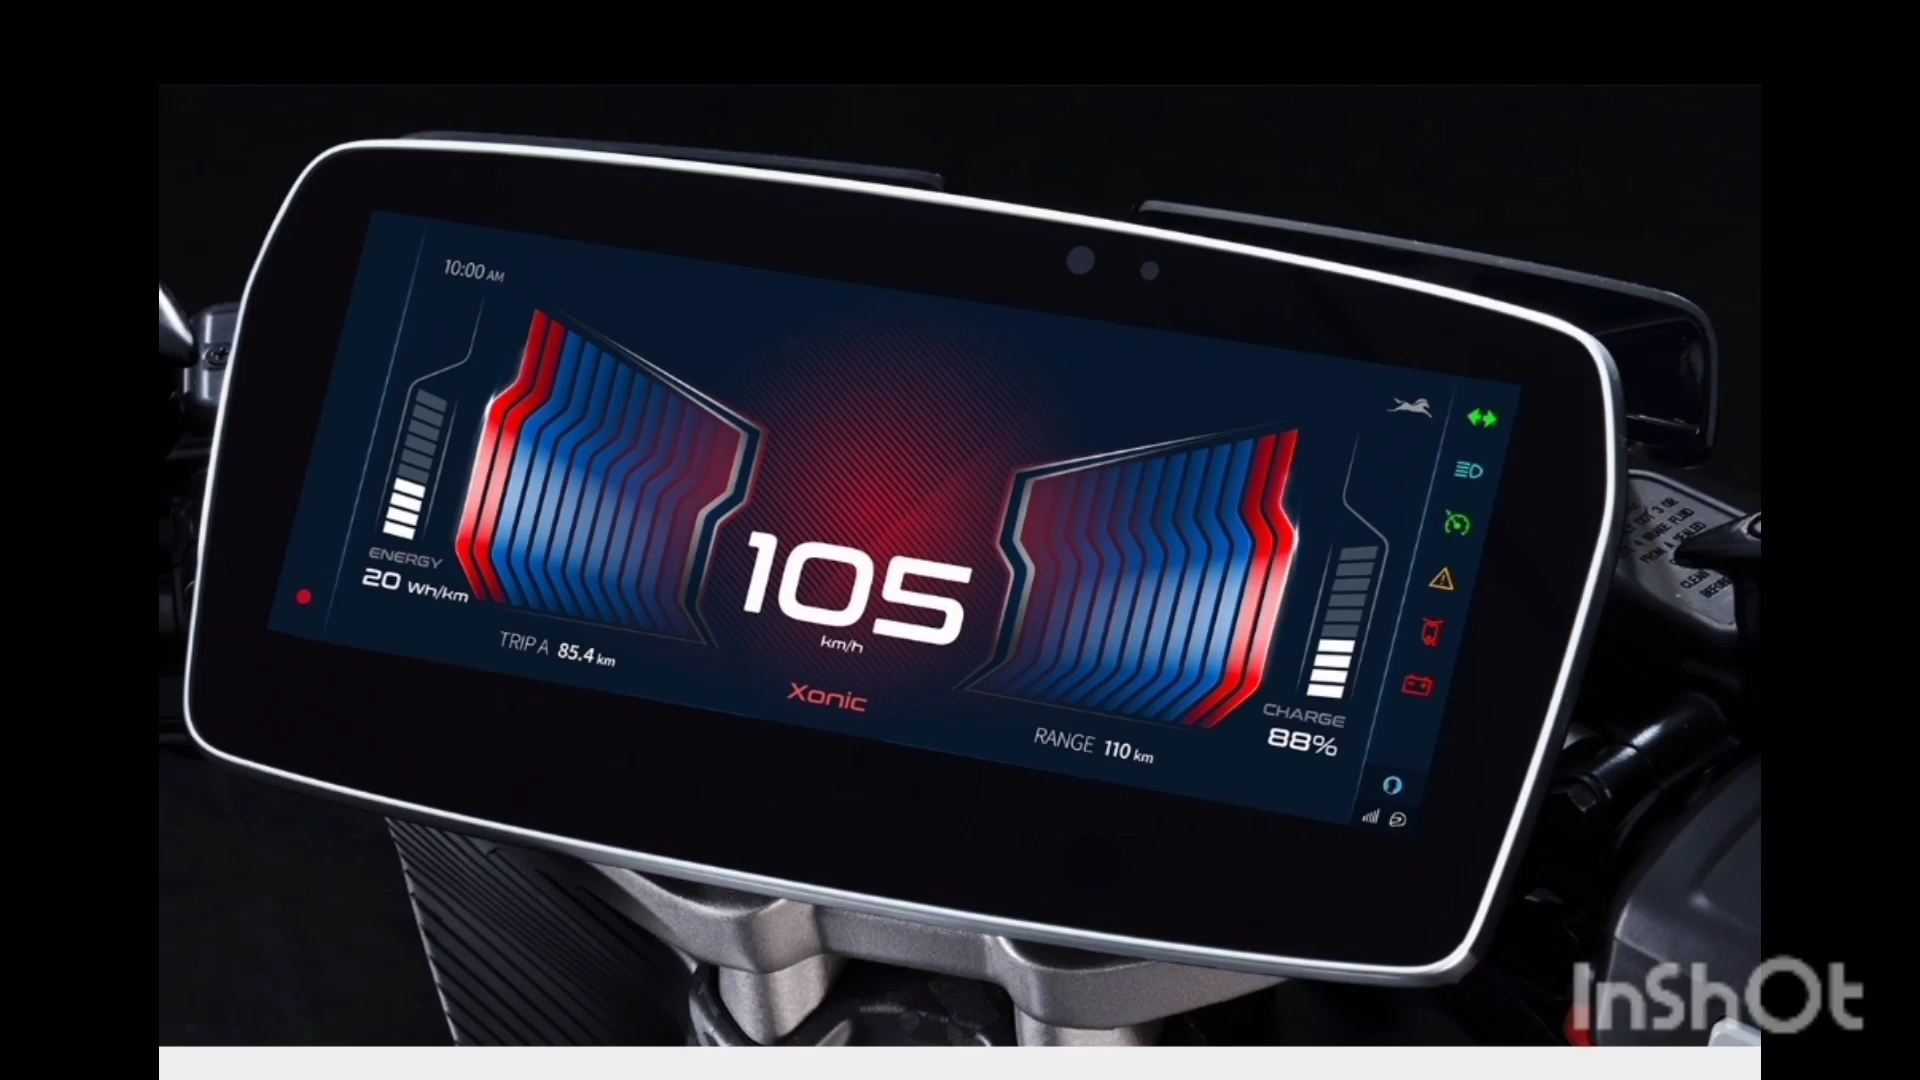 10:00 AM
ENERGY
20 Wh/km
TRIP A 85.4 km
105
km/h
Xonic
RANGE 110 km
CHARGE
88%
InShOt